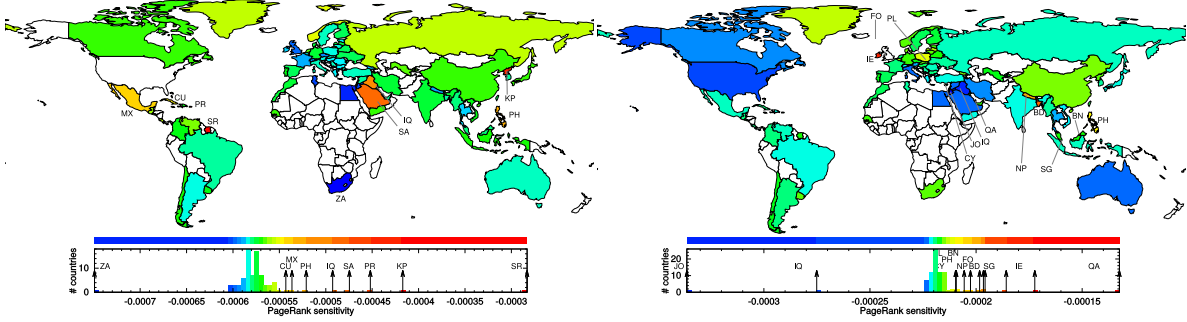 FO
PL
IE
CU
PR
MX
SR
KP
PH
IQ
SA
ZA
BD
BN
PH
QA
IQ
JO
CY
NP
SG
# countries
10
0
ZA
MX
CU
PH
IQ
SA
PR
KP
SR
-0.0007
-0.00065
-0.0006
-0.00055
-0.0005
-0.00045
-0.0004
-0.00035
-0.0003
PageRank sensitivity
# countries
20
10
0
JO
IQ
BN
PH
FO
CY
NP
BD
SG
IE
QA
-0.0003
-0.00025
-0.0002
-0.00015
PageRank sensitivity